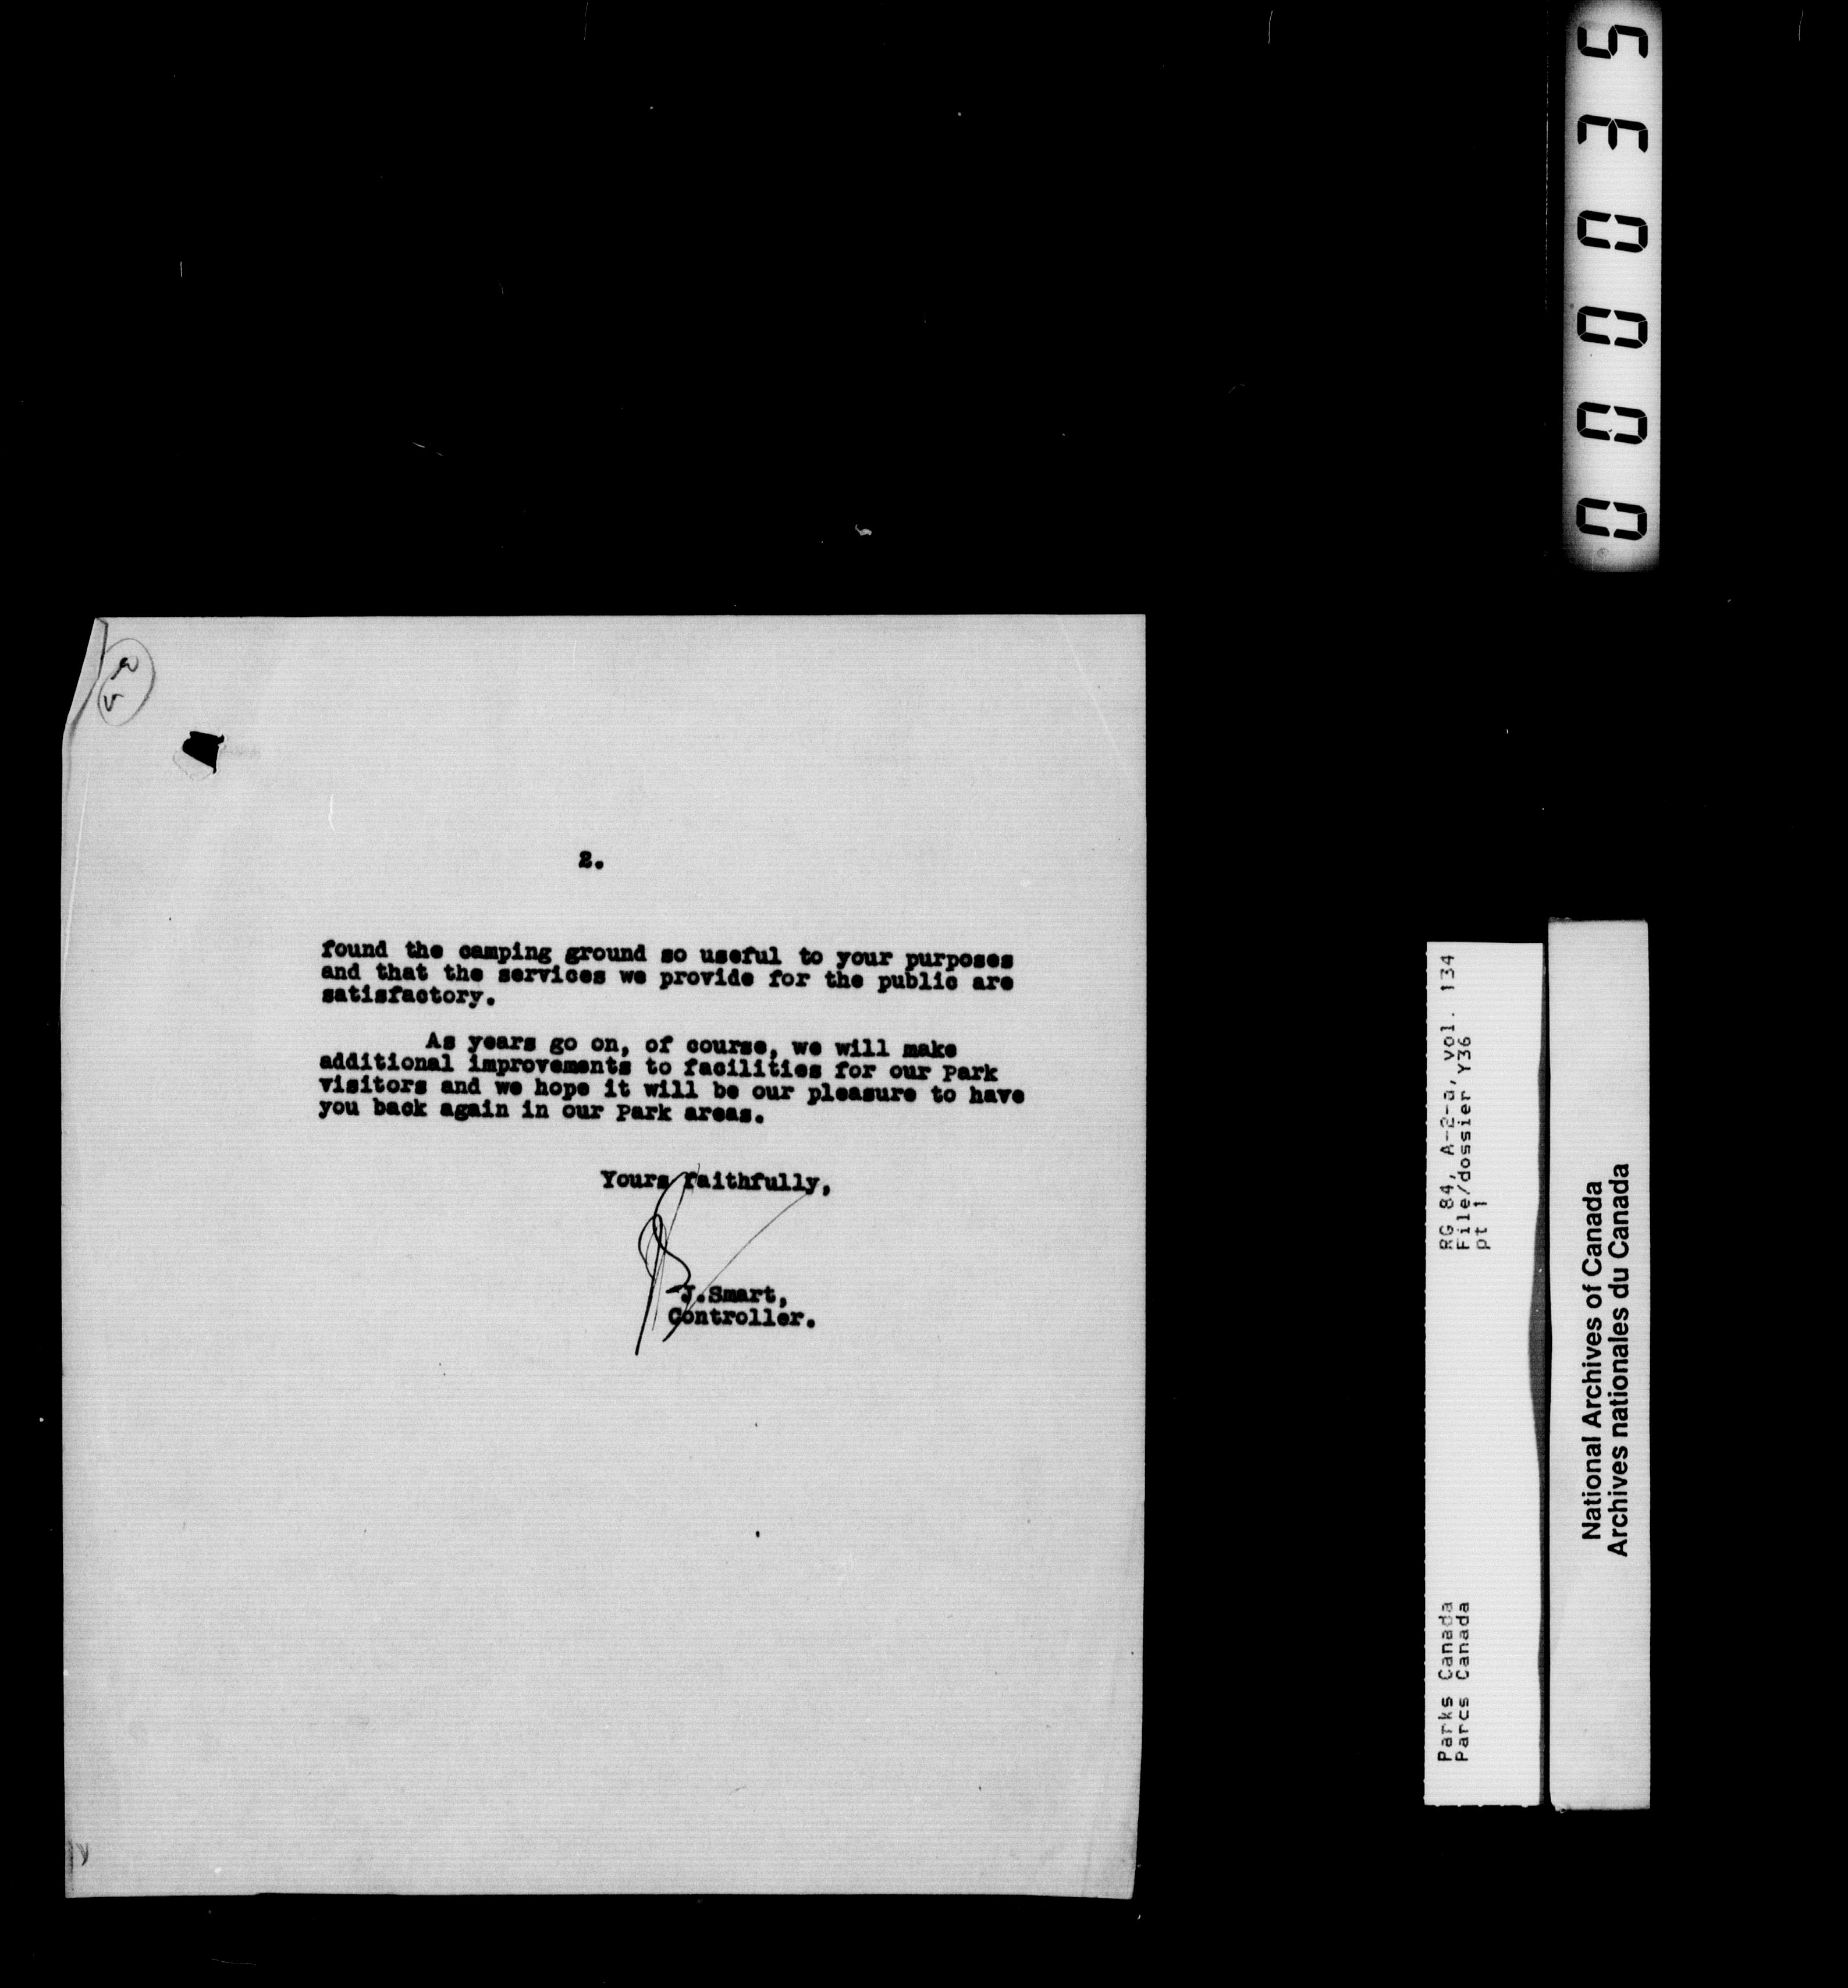 2.
found the camping ground so useful to your purposes
and that the services we provide for the public are
satisfactory.
As years go on, of course, we will make
additional improvements to facilities for our Park
visitors and we hope it will be our pleasure to have
you back again in our Park areas.
Yours faithfully,
J.Smart,
Controller.
000035
RG 84, A-2-a, vol. 134
File/dossier Y36
pt 1
Parks Canada
Parcs Canada
National Archives of Canada
Archives nationales du Canada